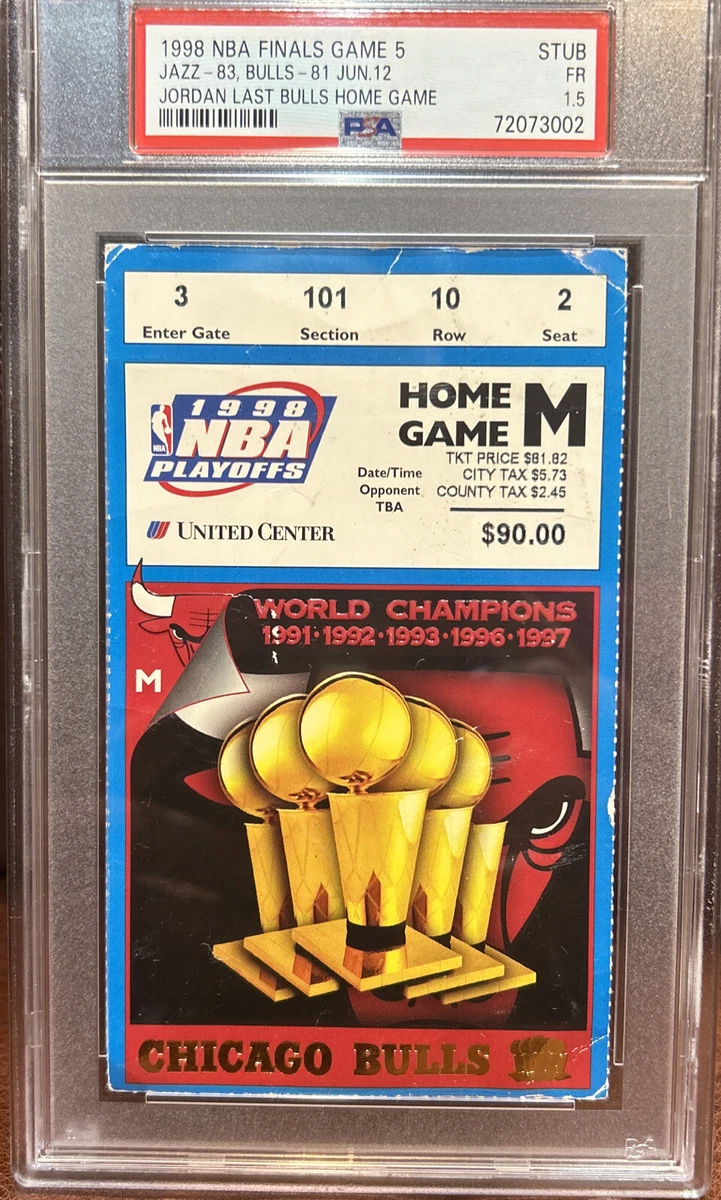 1998 NBA FINALS GAME 5 STUB
JAZZ - 83, BULLS - 81 JUN.12 FR
JORDAN LAST BULLS HOME GAME 1.5
PSA 72073002
3 101 10 2
Enter Gate Section Row Seat
1998
NBA
NBA
PLAYOFFS
UNITED CENTER
HOME
GAME M
TKT PRICE $81.82
Date/Time CITY TAX $5.73
Opponent COUNTY TAX $2.45
TBA
$90.00
WORLD CHAMPIONS
1991·1992·1993·1996·1997
M
CHICAGO BULLS
PSA